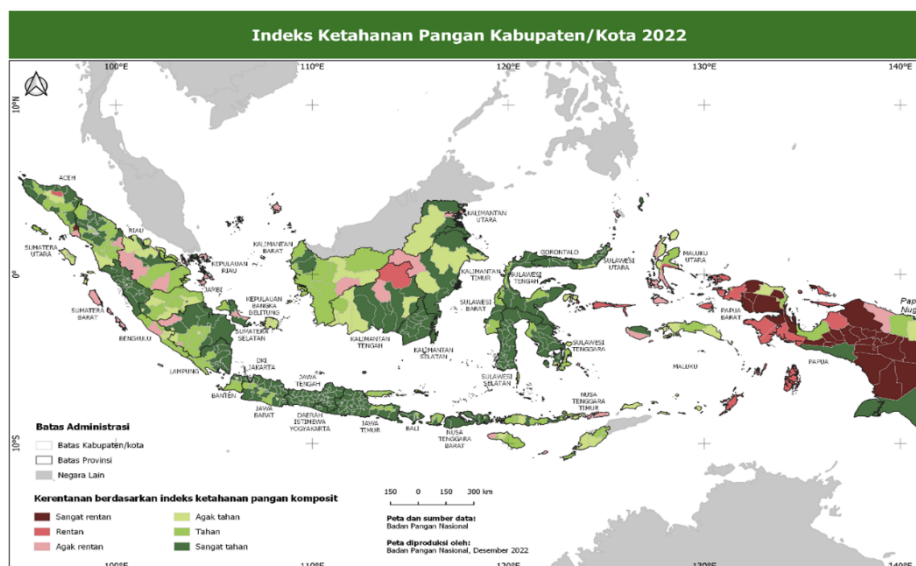 Indeks Ketahanan Pangan Kabupaten/Kota 2022
100°E
110°E
120°E
130°E
140°E
10°N
ACEH
SUMATERA
UTARA
RIAU
KEPULAUAN
RIAU
KALIMANTAN
BARAT
KALIMANTAN
UTARA
GORONTALO
SULAWESI
UTARA
MALUKU
UTARA
0°E
JAMBI
SUMATERA
BARAT
KEPULAUAN
BANGKA
BELITUNG
KALIMANTAN
TIMUR
SULAWESI
TENGAH
SULAWESI
BARAT
PAPUA
BARAT
BENGKULU
SUMATERA
SELATAN
KALIMANTAN
TENGAH
KALIMANTAN
SELATAN
SULAWESI
TENGGARA
MALUKU
PAPUA
LAMPUNG
DKI
JAKARTA
JAWA
TENGAH
SULAWESI
SELATAN
BANTEN
JAWA
BARAT
DAERAH
ISTIMEWA
YOGYAKARTA
JAWA
TIMUR
BALI
NUSA
TENGGARA
BARAT
NUSA
TENGGARA
TIMUR
10°S
Batas Administrasi
Batas Kabupaten/kota
Batas Provinsi
Negara Lain
Kerentanan berdasarkan indeks ketahanan pangan komposit
Sangat rentan
Rentan
Agak rentan
Agak tahan
Tahan
Sangat tahan
150 0 150 300 km
Peta dan sumber data:
Badan Pangan Nasional
Peta diproduksi oleh:
Badan Pangan Nasional, Desember 2022
100°E
110°E
120°E
130°E